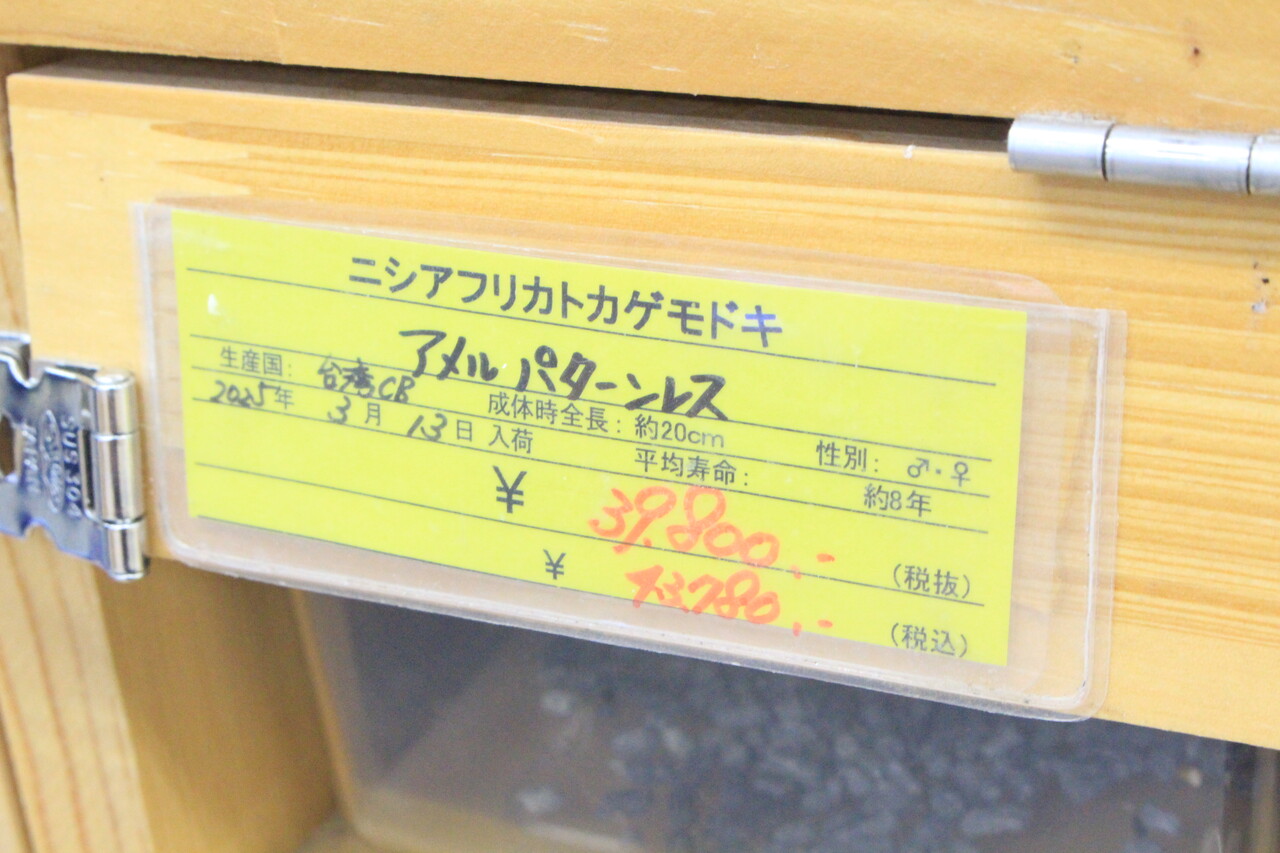 ニシアフリカトカゲモドキ
アメル パターンレス
生産国: 台湾CB 成体時全長: 約20cm 性別: ♂・♀
2025年 3月 13日 入荷 平均寿命: 約8年
¥ 39,800.- (税抜)
¥ 43,780.- (税込)
SUS 304